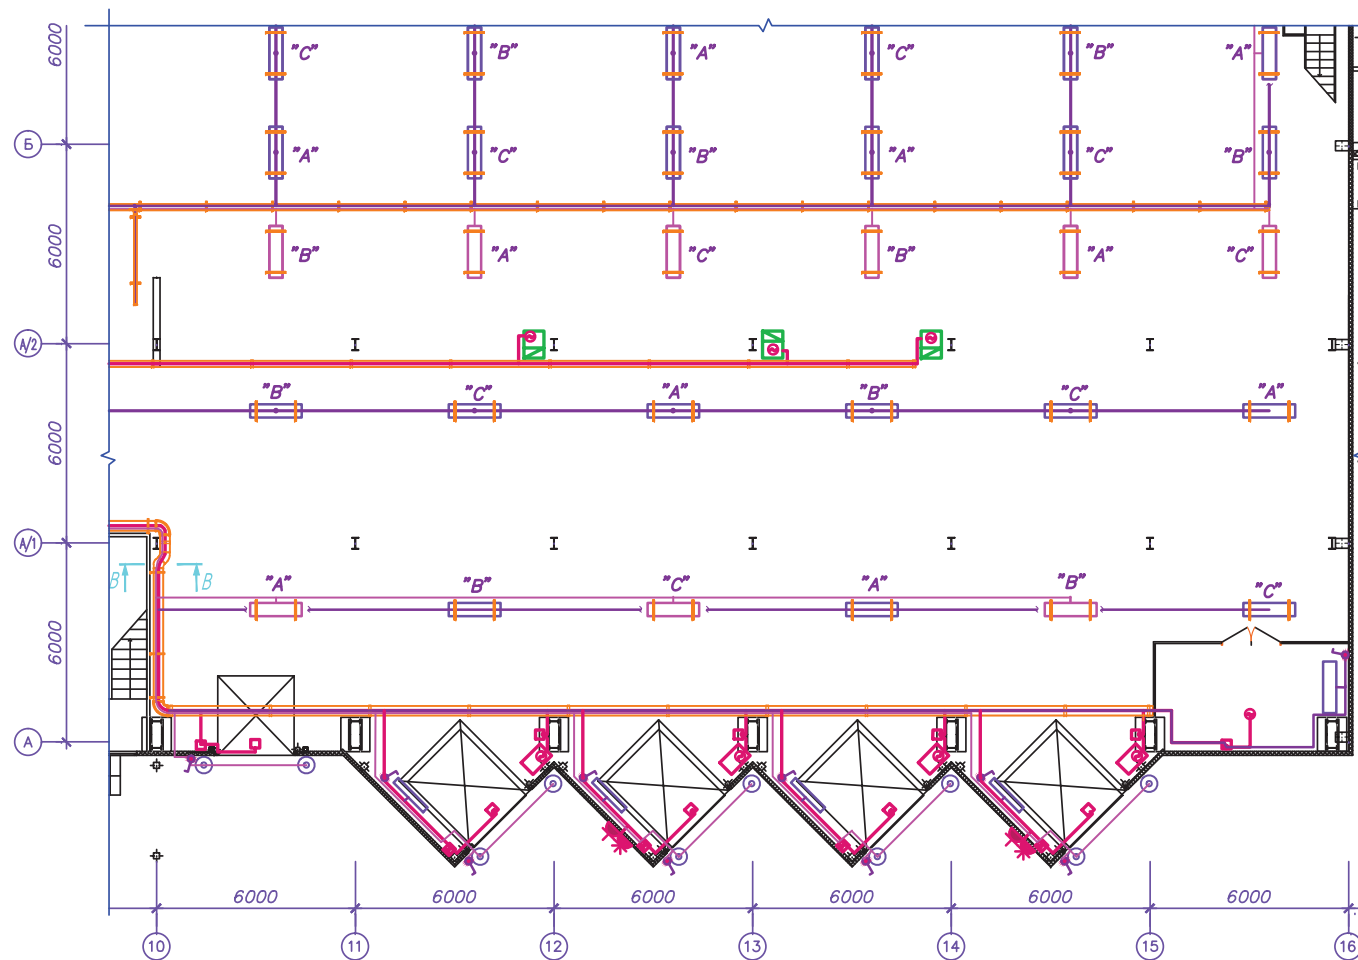 6000
"C" "B" "A" "C" "B" "A"
Б
"A" "C" "B" "A" "C" "B"
6000
"B" "A" "C" "B" "A" "C"
А/2
"B" "C" "A" "B" "C" "A"
6000
А/1
B B
"A" "B" "C" "A" "B" "C"
6000
А
6000 6000 6000 6000 6000 6000
10 11 12 13 14 15 16